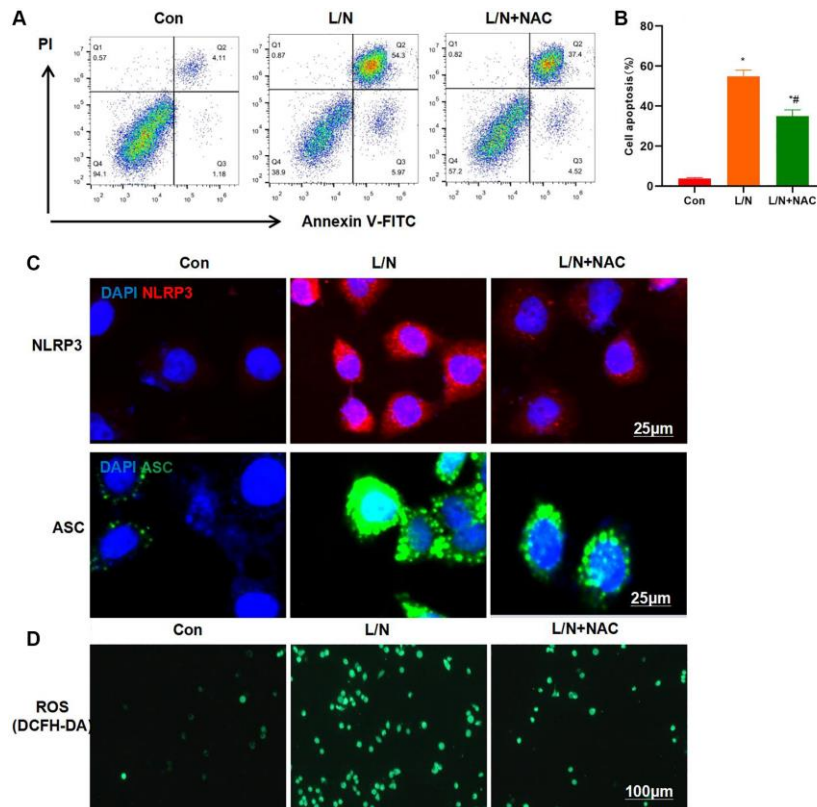 A
Con
L/N
L/N+NAC
PI
Q1
0.57
Q2
4.11
Q4
94.1
Q3
1.18
Q1
0.87
Q2
54.3
Q4
38.9
Q3
5.97
Q1
0.82
Q2
37.4
Q4
57.2
Q3
4.52
Annexin V-FITC
B
Cell apoptosis (%)
80
60
40
20
0
*
*#
Con
L/N
L/N+NAC
C
Con
L/N
L/N+NAC
DAPI NLRP3
NLRP3
25μm
DAPI ASC
ASC
25μm
D
Con
L/N
L/N+NAC
ROS
(DCFH-DA)
100μm